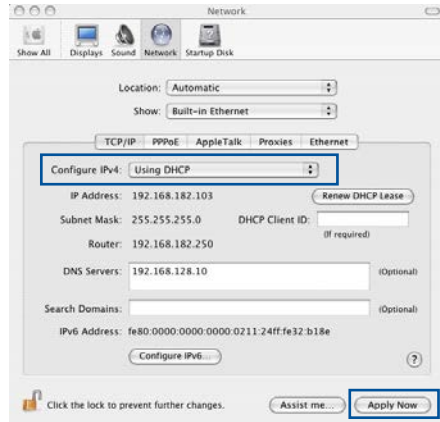 Network
Show All Displays Sound Network Startup Disk
Location: Automatic
Show: Built-in Ethernet
TCP/IP PPPoE AppleTalk Proxies Ethernet
Configure IPv4: Using DHCP
IP Address: 192.168.182.103 Renew DHCP Lease
Subnet Mask: 255.255.255.0 DHCP Client ID:
(If required)
Router: 192.168.182.250
DNS Servers: 192.168.128.10 (Optional)
Search Domains: (Optional)
IPv6 Address: fe80:0000:0000:0000:0211:24ff:fe32:b18e
Configure IPv6...
?
Click the lock to prevent further changes. Assist me... Apply Now